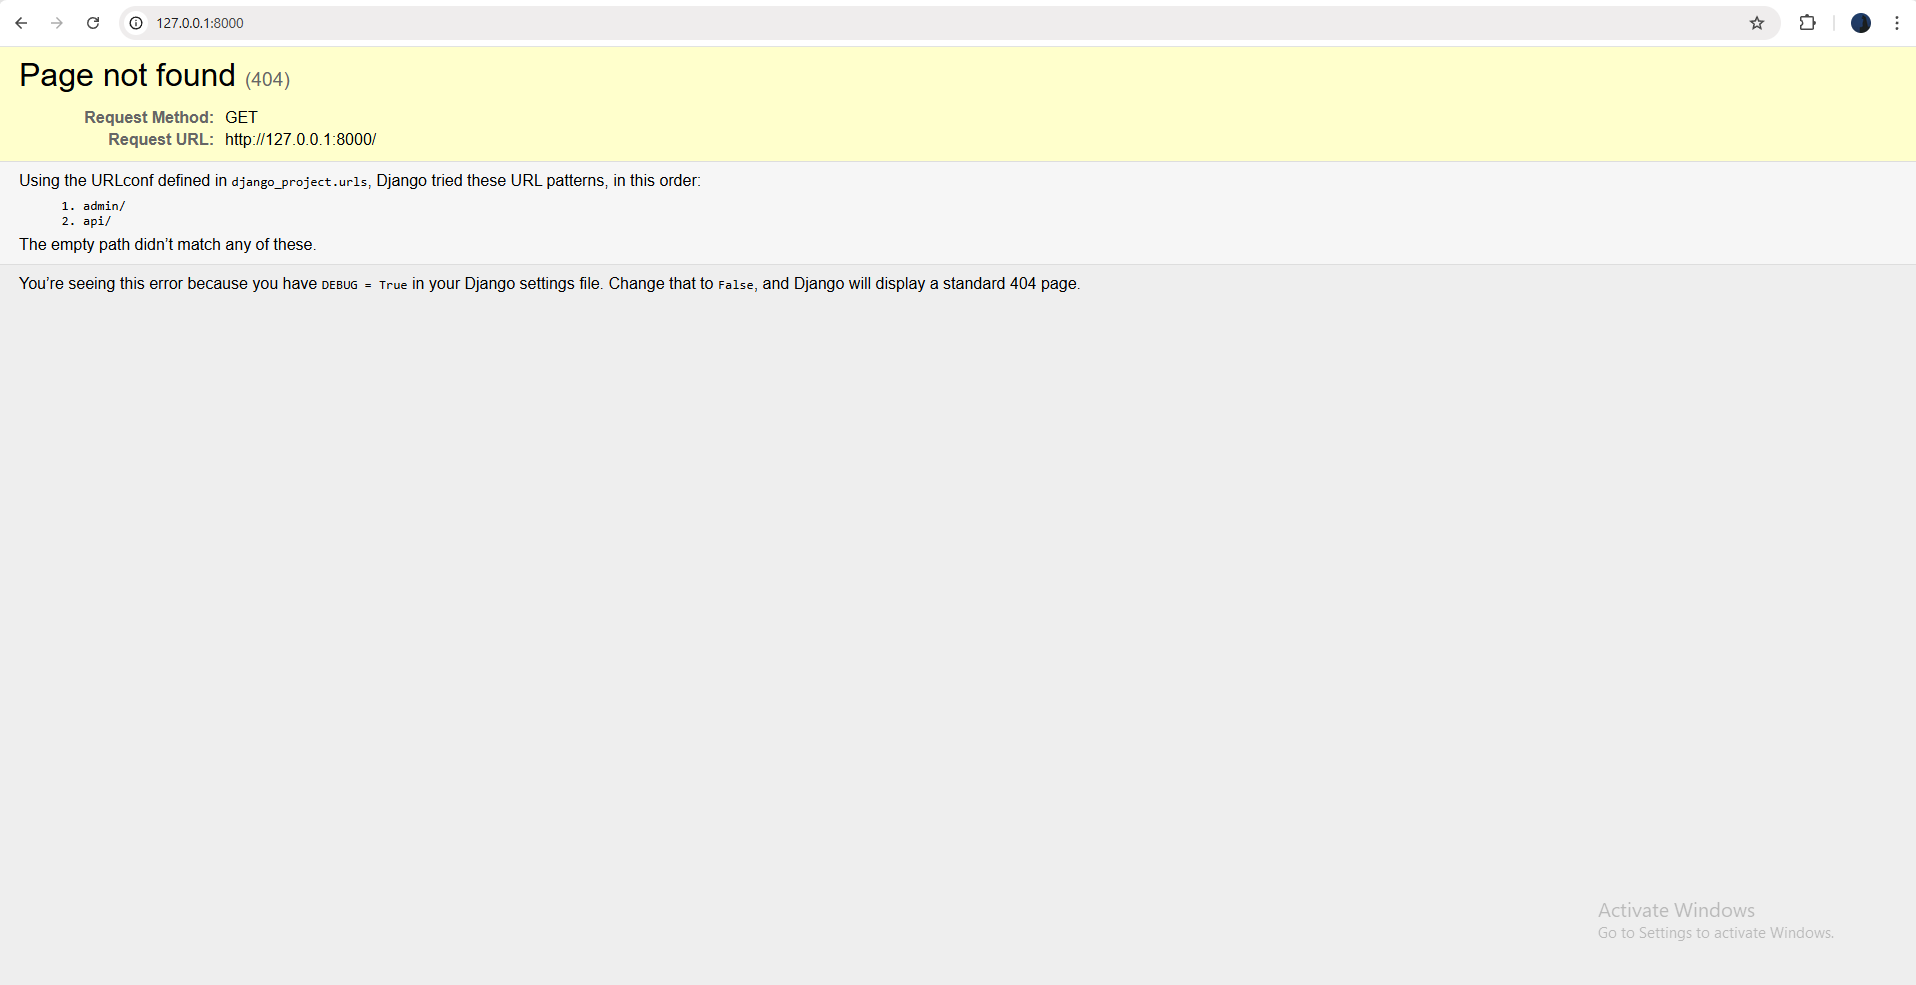 127.0.0.1:8000
Page not found (404)
Request Method: GET
Request URL: http://127.0.0.1:8000/
Using the URLconf defined in django_project.urls, Django tried these URL patterns, in this order:
1. admin/
2. api/
The empty path didn’t match any of these.
You’re seeing this error because you have DEBUG = True in your Django settings file. Change that to False, and Django will display a standard 404 page.
Activate Windows
Go to Settings to activate Windows.